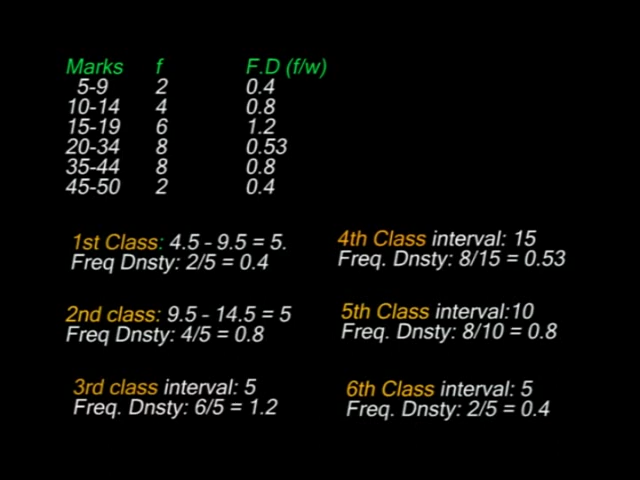 Marks f F.D (f/w)
5-9 2 0.4
10-14 4 0.8
15-19 6 1.2
20-34 8 0.53
35-44 8 0.8
45-50 2 0.4
1st Class: 4.5 - 9.5 = 5.
Freq Dnsty: 2/5 = 0.4
2nd class: 9.5 - 14.5 = 5
Freq Dnsty: 4/5 = 0.8
3rd class interval: 5
Freq. Dnsty: 6/5 = 1.2
4th Class interval: 15
Freq. Dnsty: 8/15 = 0.53
5th Class interval:10
Freq. Dnsty: 8/10 = 0.8
6th Class interval: 5
Freq. Dnsty: 2/5 = 0.4